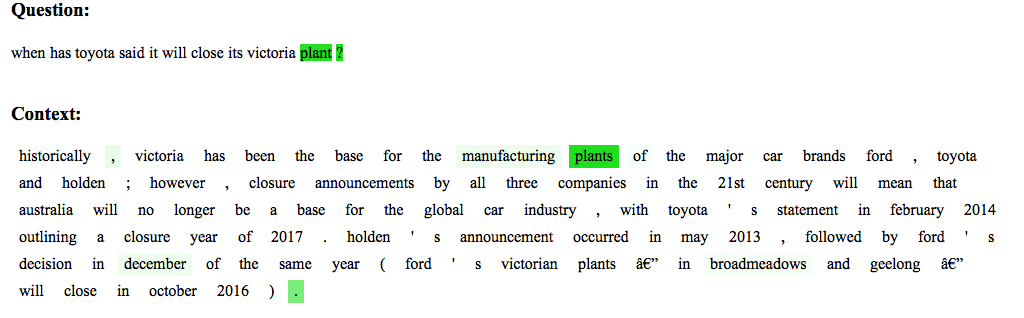 Question:
when has toyota said it will close its victoria plant ?
Context:
historically , victoria has been the base for the manufacturing plants of the major car brands ford , toyota
and holden ; however , closure announcements by all three companies in the 21st century will mean that
australia will no longer be a base for the global car industry , with toyota ' s statement in february 2014
outlining a closure year of 2017 . holden ' s announcement occurred in may 2013 , followed by ford ' s
decision in december of the same year ( ford ' s victorian plants â€” in broadmeadows and geelong â€”
will close in october 2016 ) .